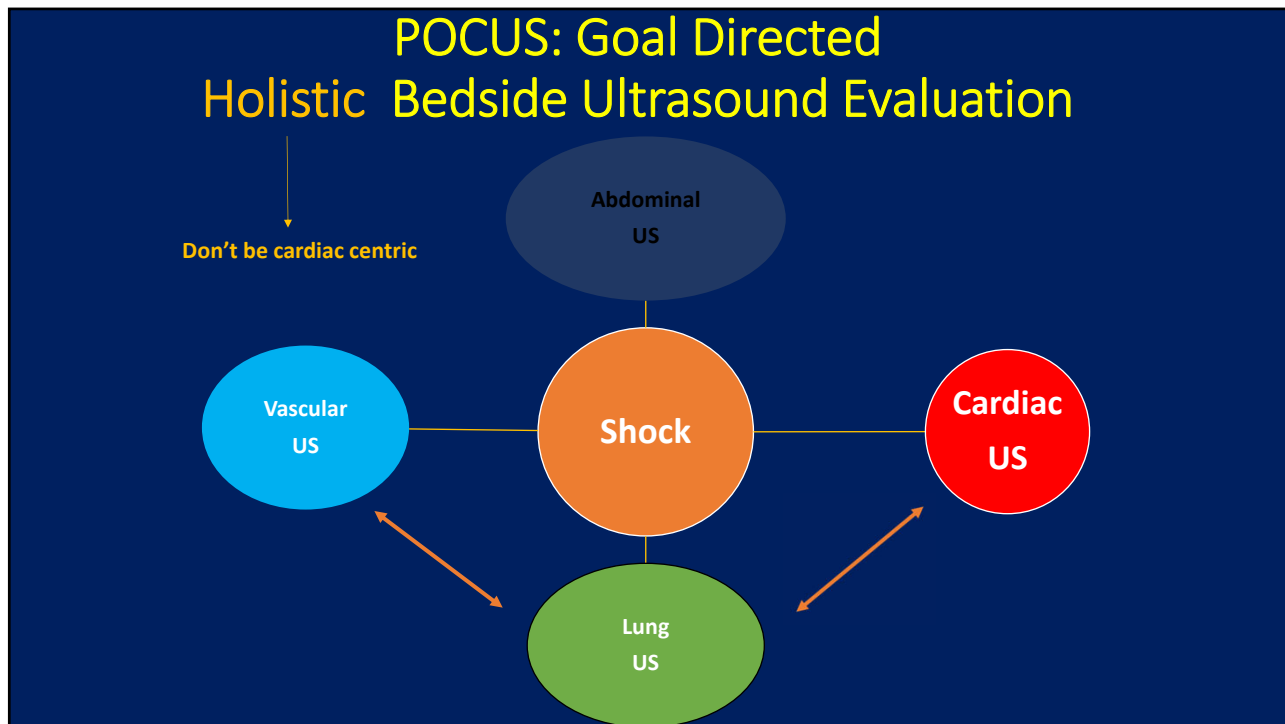 POCUS: Goal Directed
Holistic Bedside Ultrasound Evaluation
Abdominal
US
Don't be cardiac centric
Vascular
US
Shock
Cardiac
US
Lung
US